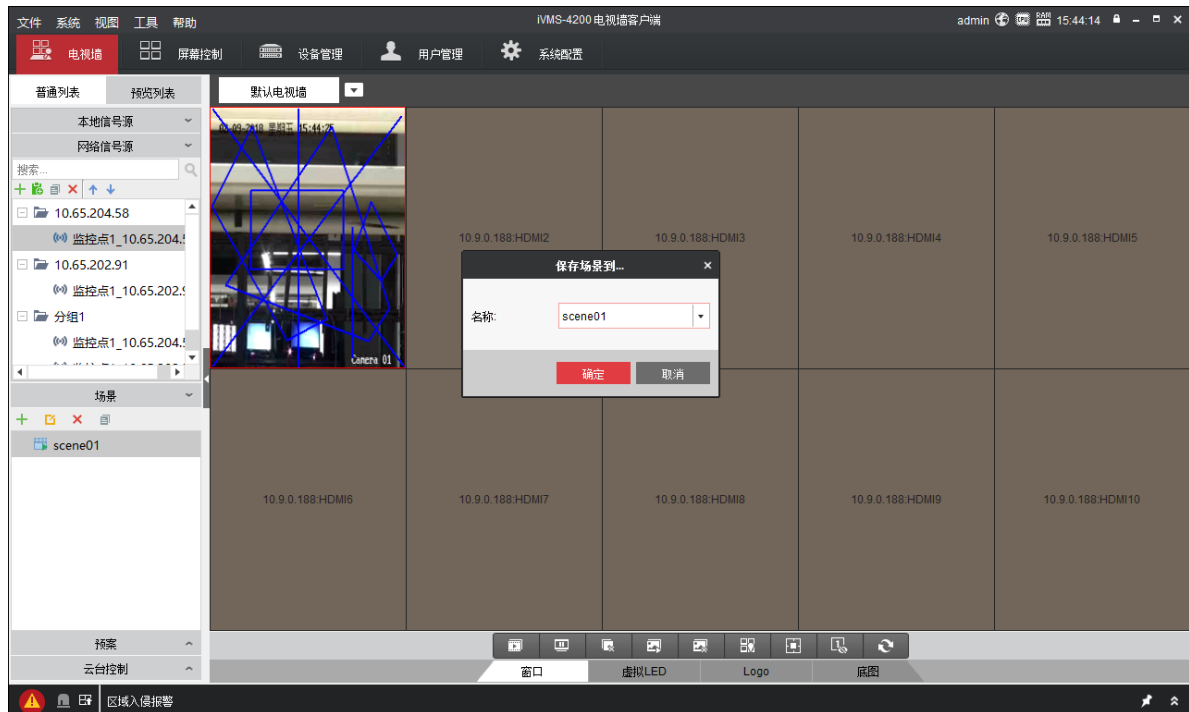 文件 系统 视图 工具 帮助
iVMS-4200 电视墙客户端
admin
15:44:14
电视墙
屏幕控制
设备管理
用户管理
系统配置
普通列表
预览列表
默认电视墙
本地信号源
网络信号源
搜索...
10.65.204.58
监控点1_10.65.204.5
10.65.202.91
监控点1_10.65.202.9
分组1
监控点1_10.65.204.5
场景
scene01
预案
云台控制
2018 星期五 15:44:25
Camera 01
10.9.0.188:HDMI2
10.9.0.188:HDMI3
10.9.0.188:HDMI4
10.9.0.188:HDMI5
保存场景到...
名称:
scene01
确定
取消
10.9.0.188:HDMI6
10.9.0.188:HDMI7
10.9.0.188:HDMI8
10.9.0.188:HDMI9
10.9.0.188:HDMI10
窗口
虚拟LED
Logo
底图
区域入侵报警